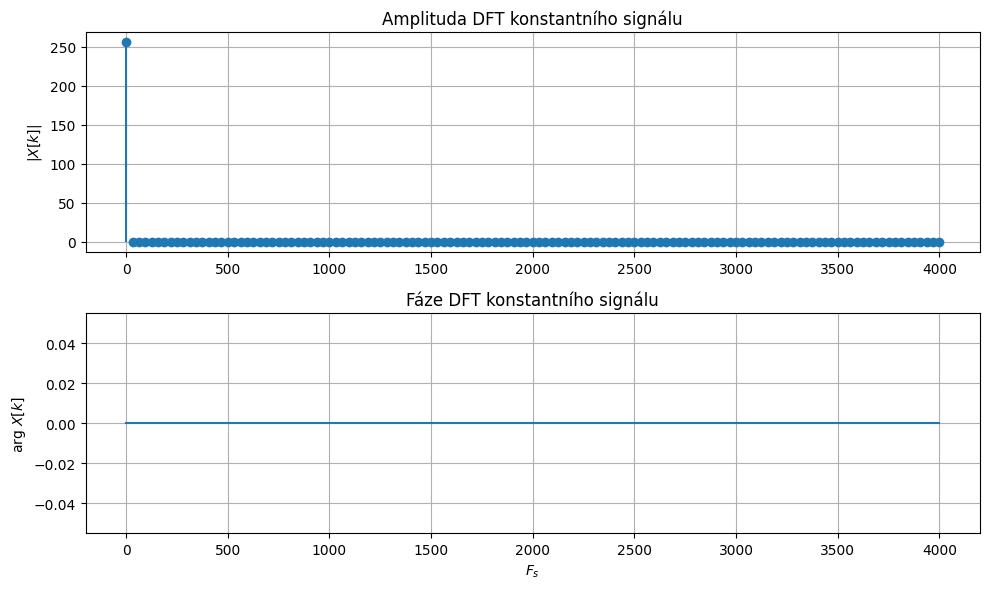 Amplituda DFT konstantního signálu
|X[k]|
250
200
150
100
50
0
0 500 1000 1500 2000 2500 3000 3500 4000
Fáze DFT konstantního signálu
arg X[k]
0.04
0.02
0.00
−0.02
−0.04
0 500 1000 1500 2000 2500 3000 3500 4000
Fs